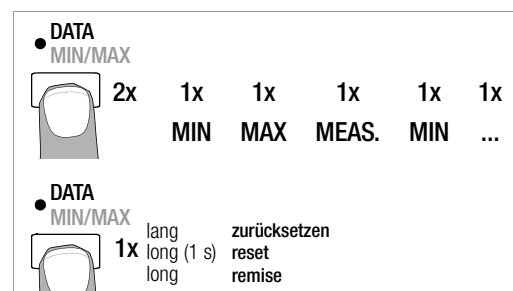 DATA
MIN/MAX
2x 1x 1x 1x 1x 1x
MIN MAX MEAS. MIN ...
DATA
MIN/MAX
1x
lang zurücksetzen
long (1 s) reset
long remise